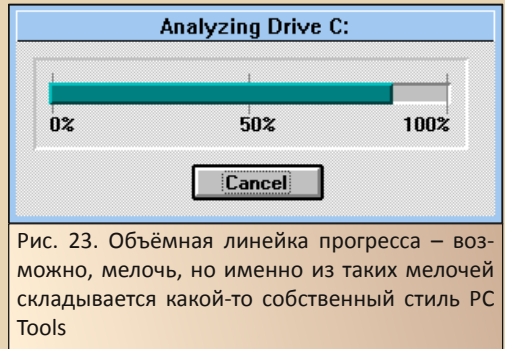 Analyzing Drive C:
0% 50% 100%
Cancel
Рис. 23. Объёмная линейка прогресса – воз-
можно, мелочь, но именно из таких мелочей
складывается какой-то собственный стиль PC
Tools